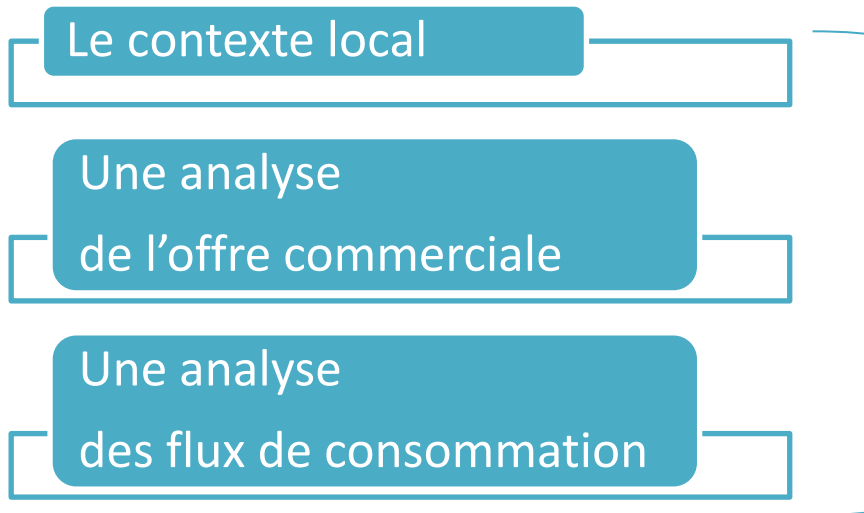 Le contexte local
Une analyse
de l’offre commerciale
Une analyse
des flux de consommation